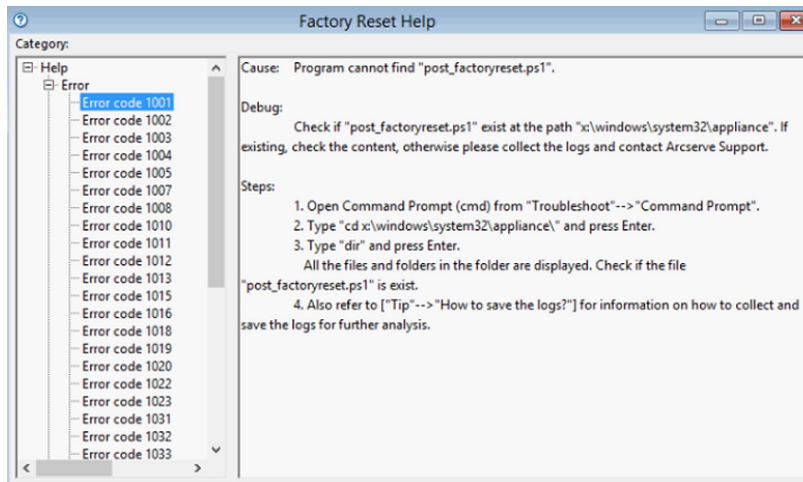 Factory Reset Help
Category:
Help
Error
Error code 1001
Error code 1002
Error code 1003
Error code 1004
Error code 1005
Error code 1007
Error code 1008
Error code 1010
Error code 1011
Error code 1012
Error code 1013
Error code 1015
Error code 1016
Error code 1018
Error code 1019
Error code 1020
Error code 1022
Error code 1023
Error code 1031
Error code 1032
Error code 1033
Cause: Program cannot find "post_factoryreset.ps1".
Debug:
Check if "post_factoryreset.ps1" exist at the path "x:\windows\system32\appliance". If
existing, check the content, otherwise please collect the logs and contact Arcserve Support.
Steps:
1. Open Command Prompt (cmd) from "Troubleshoot"-->"Command Prompt".
2. Type "cd x:\windows\system32\appliance\" and press Enter.
3. Type "dir" and press Enter.
All the files and folders in the folder are displayed. Check if the file
"post_factoryreset.ps1" is exist.
4. Also refer to ["Tip"-->"How to save the logs?"] for information on how to collect and
save the logs for further analysis.